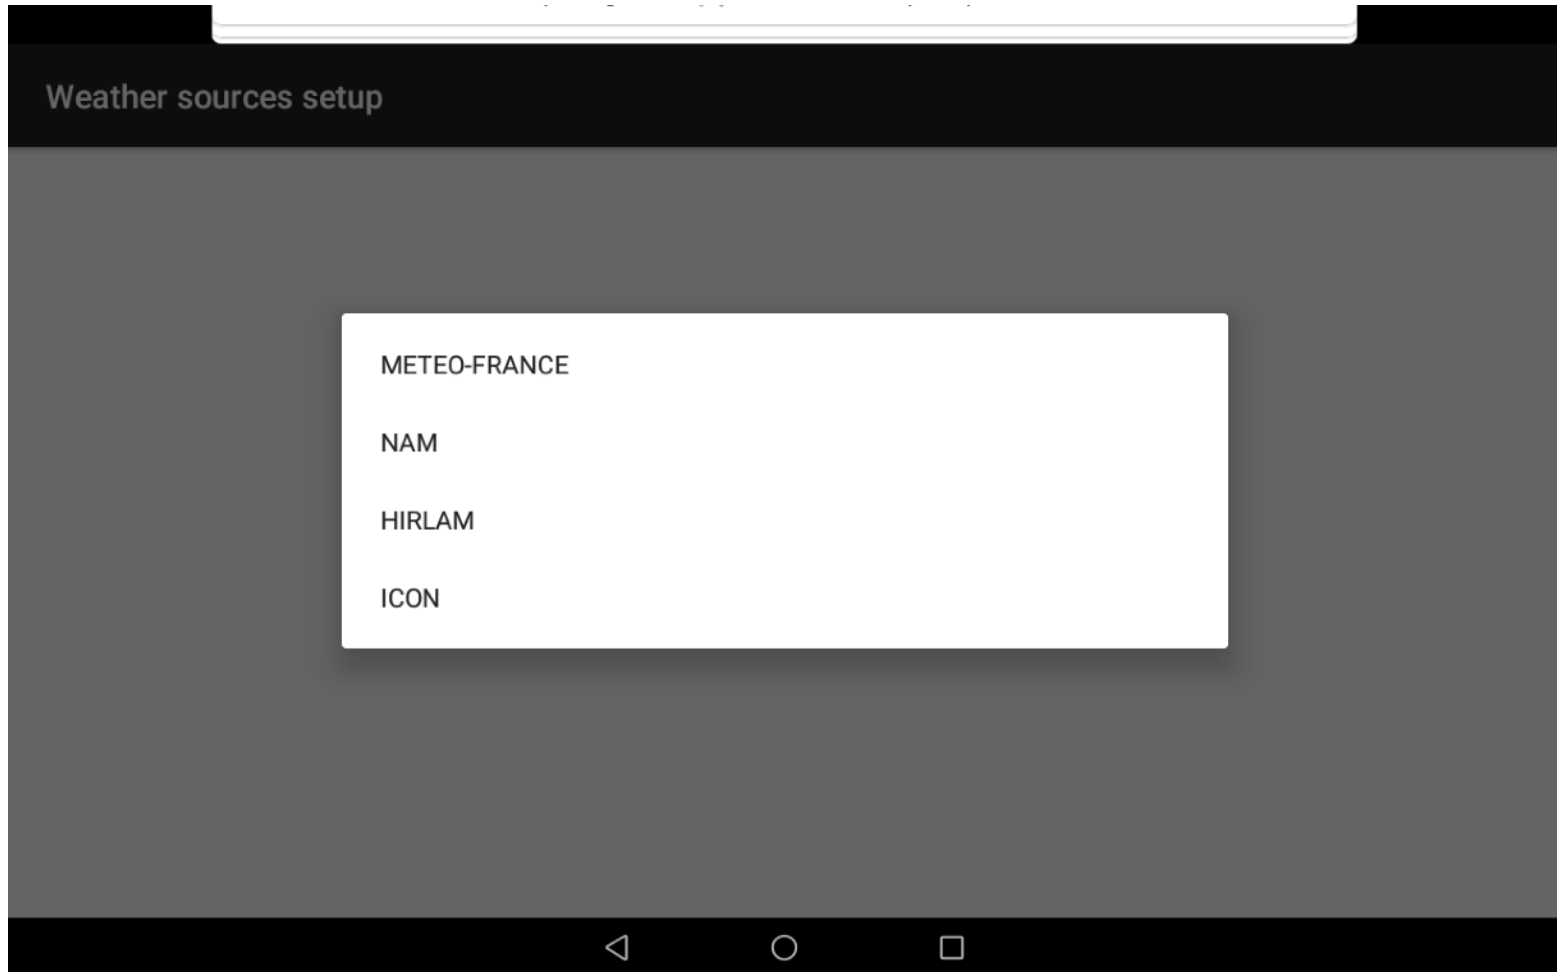 Weather sources setup
METEO-FRANCE
NAM
HIRLAM
ICON